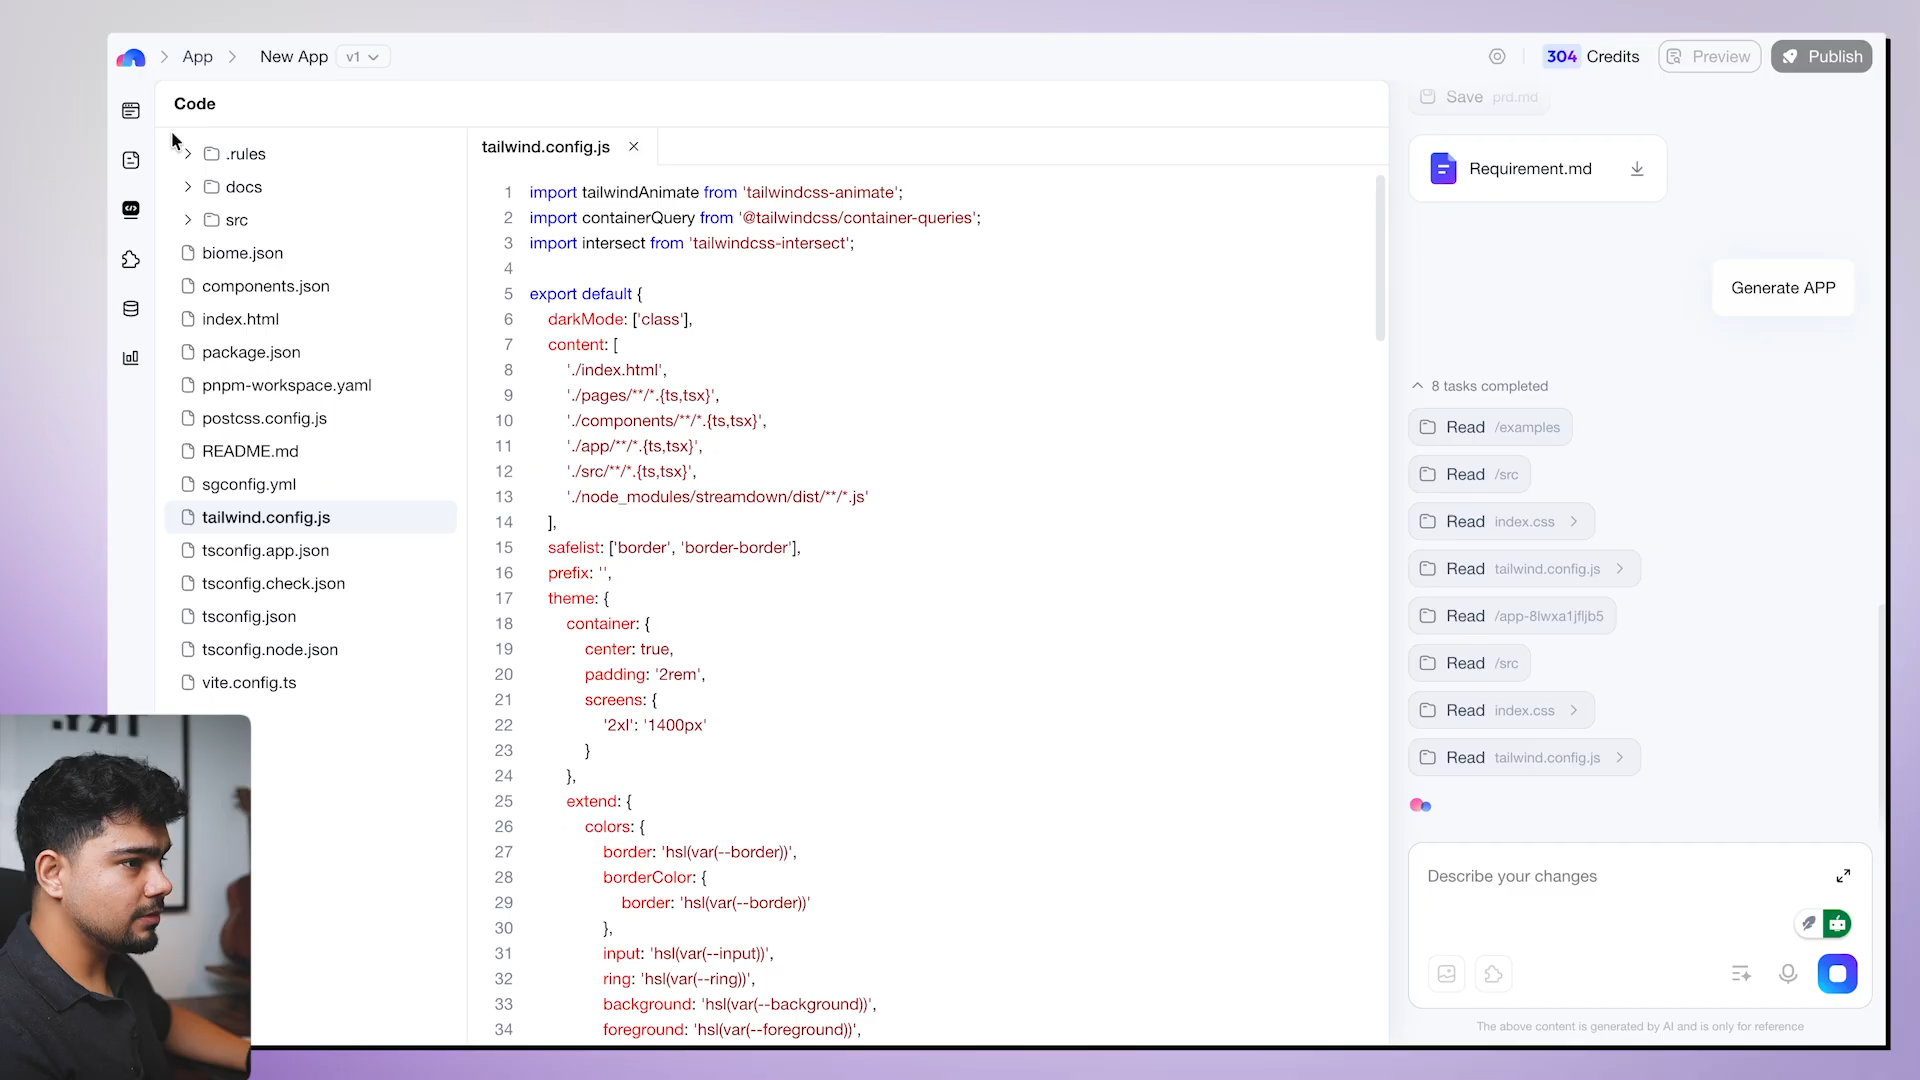 App
New App
v1
304 Credits
Preview
Publish
Code
.rules
docs
src
biome.json
components.json
index.html
package.json
pnpm-workspace.yaml
postcss.config.js
README.md
sgconfig.yml
tailwind.config.js
tsconfig.app.json
tsconfig.check.json
tsconfig.json
tsconfig.node.json
vite.config.ts
tailwind.config.js
1 import tailwindAnimate from 'tailwindcss-animate';
2 import containerQuery from '@tailwindcss/container-queries';
3 import intersect from 'tailwindcss-intersect';
4
5 export default {
6 darkMode: ['class'],
7 content: [
8 './index.html',
9 './pages/**/*.{ts,tsx}',
10 './components/**/*.{ts,tsx}',
11 './app/**/*.{ts,tsx}',
12 './src/**/*.{ts,tsx}',
13 './node_modules/streamdown/dist/**/*.js'
14 ],
15 safelist: ['border', 'border-border'],
16 prefix: '',
17 theme: {
18 container: {
19 center: true,
20 padding: '2rem',
21 screens: {
22 '2xl': '1400px'
23 }
24 },
25 extend: {
26 colors: {
27 border: 'hsl(var(--border))',
28 borderColor: {
29 border: 'hsl(var(--border))'
30 },
31 input: 'hsl(var(--input))',
32 ring: 'hsl(var(--ring))',
33 background: 'hsl(var(--background))',
34 foreground: 'hsl(var(--foreground))',
Save prd.md
Requirement.md
Generate APP
8 tasks completed
Read /examples
Read /src
Read index.css
Read tailwind.config.js
Read /app-8lwxa1jfljb5
Read /src
Read index.css
Read tailwind.config.js
Describe your changes
The above content is generated by AI and is only for reference